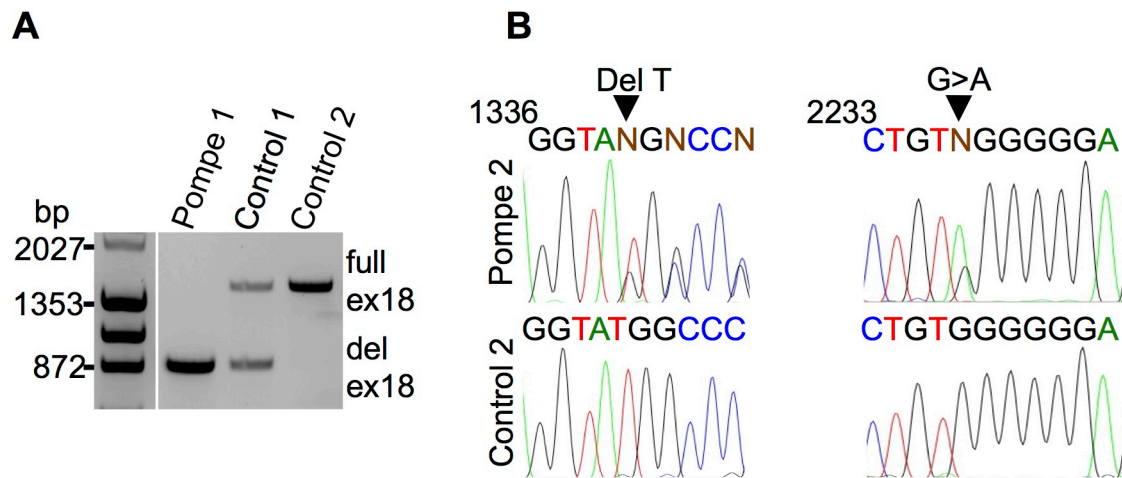 A
B
Pompe 1
Control 1
Control 2
bp
2027
1353
872
full
ex18
del
ex18
Del T
1336
GGTANGNCCN
Pompe 2
GGTATGGCCC
Control 2
G>A
2233
CTGTNGGGGGA
CTGTGGGGGGA